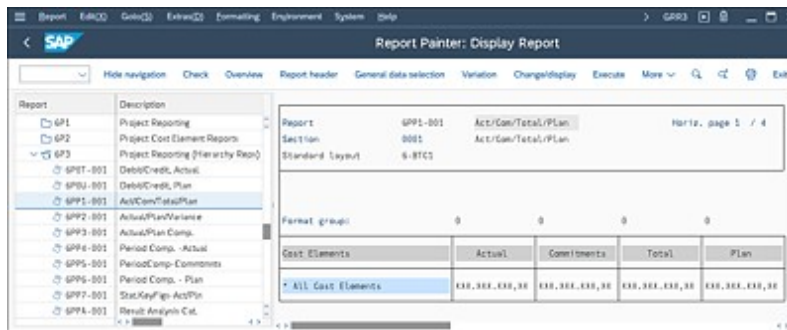 Report Edit(X) Goto(S) Extras(D) Formatting Environment System Help GRR3
SAP Report Painter: Display Report
Hide navigation Check Overview Report header General data selection Variation Change/display Execute More Exit
Report Description
6P1 Project Reporting
6P2 Project Cost Element Reports
6P3 Project Reporting (Hierarchy Repn)
6P0T-001 Debit/Credit, Actual
6P0U-001 Debit/Credit, Plan
6PP1-001 Act/Com/Total/Plan
6PP2-001 Actual/Plan/Variance
6PP3-001 Actual/Plan Comp.
6PP4-001 Period Comp. - Actual
6PP5-001 PeriodComp-Commitmnts
6PP6-001 Period Comp. - Plan
6PP7-001 Stat.KeyFigs-Act/Pln
6PPA-001 Result Analysis Cat.
Report 6PP1-001 Act/Com/Total/Plan Horiz. page 1 / 4
Section 0001 Act/Com/Total/Plan
Standard layout 6-BTC1
Format group: 0 0 0 0
Cost Elements Actual Commitments Total Plan
* All Cost Elements XXX.XXX.XXX,XX XXX.XXX.XXX,XX XXX.XXX.XXX,XX XXX.XXX.XXX,XX